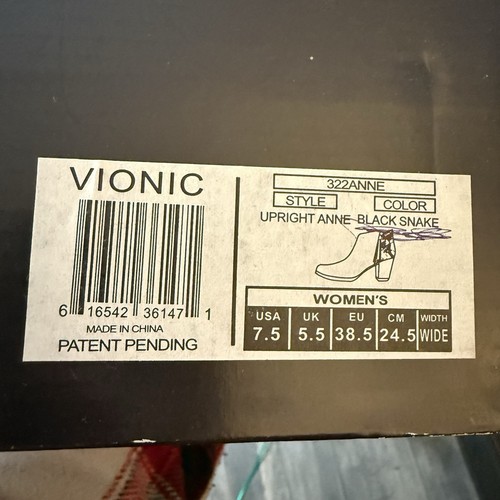 VIONIC
6 16542 36147 1
MADE IN CHINA
PATENT PENDING
322ANNE
STYLE COLOR
UPRIGHT ANNE BLACK SNAKE
WOMEN'S
USA UK EU CM WIDTH
7.5 5.5 38.5 24.5 WIDE